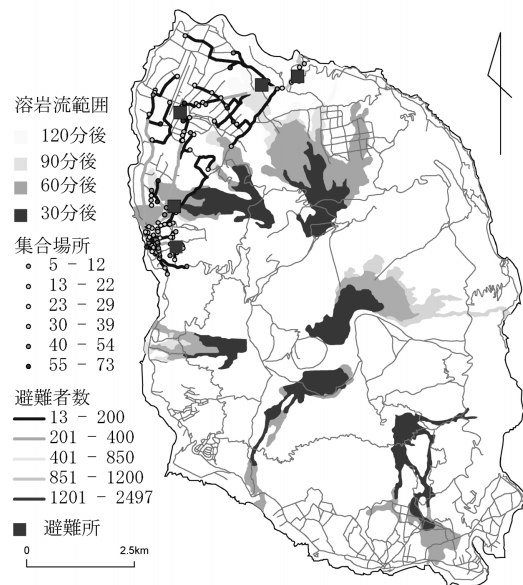 溶岩流範囲
120分後
90分後
60分後
30分後
集合場所
5 - 12
13 - 22
23 - 29
30 - 39
40 - 54
55 - 73
避難者数
13 - 200
201 - 400
401 - 850
851 - 1200
1201 - 2497
避難所
0 2.5km